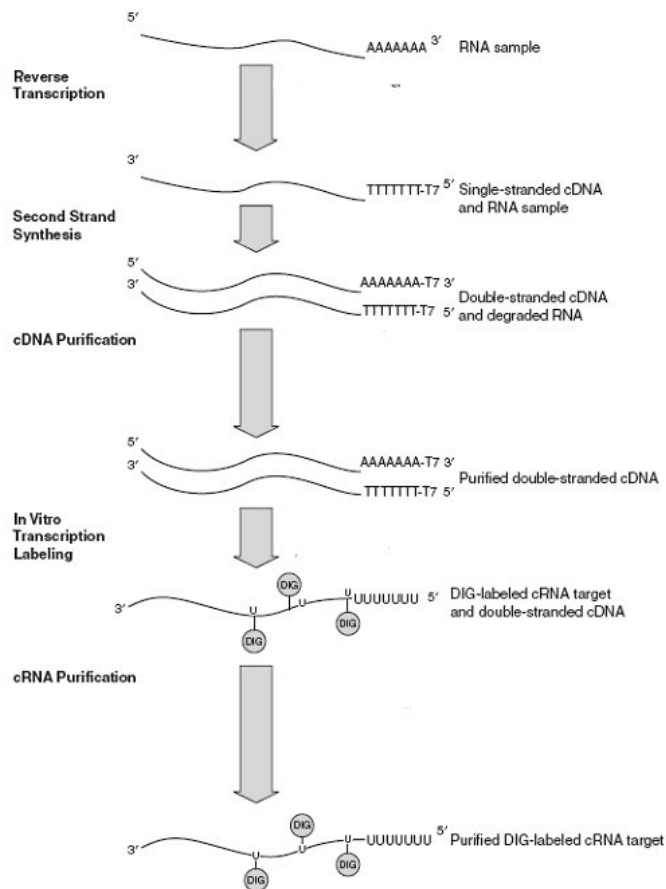 5′
AAAAAAA 3′ RNA sample
Reverse
Transcription
3′
TTTTTTT-T7 5′ Single-stranded cDNA
and RNA sample
Second Strand
Synthesis
5′
AAAAAAA-T7 3′
3′
TTTTTTT-T7 5′
Double-stranded cDNA
and degraded RNA
cDNA Purification
5′
AAAAAAA-T7 3′
3′
TTTTTTT-T7 5′
Purified double-stranded cDNA
In Vitro
Transcription
Labeling
DIG
3′ U U U UUUUUUU 5′ DIG-labeled cRNA target
and double-stranded cDNA
DIG DIG
cRNA Purification
DIG
3′ U U U-UUUUUUU 5′ Purified DIG-labeled cRNA target
DIG DIG